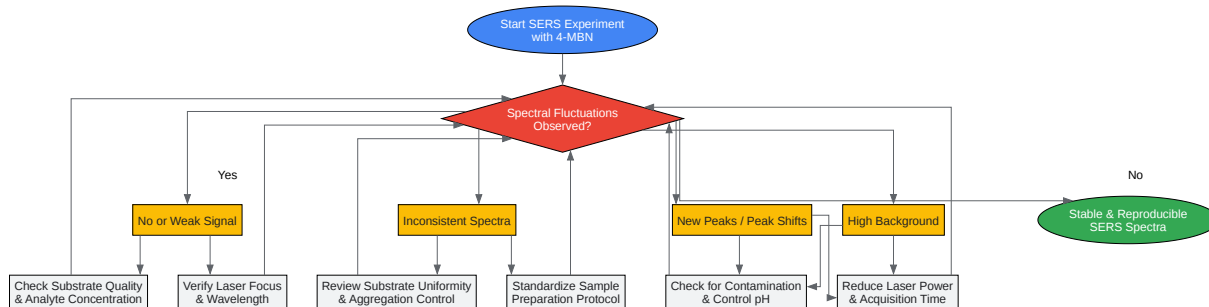 Start SERS Experiment
with 4-MBN
Spectral Fluctuations
Observed?
Yes
No
No or Weak Signal
Inconsistent Spectra
New Peaks / Peak Shifts
High Background
Stable & Reproducible
SERS Spectra
Check Substrate Quality
& Analyte Concentration
Verify Laser Focus
& Wavelength
Review Substrate Uniformity
& Aggregation Control
Standardize Sample
Preparation Protocol
Check for Contamination
& Control pH
Reduce Laser Power
& Acquisition Time